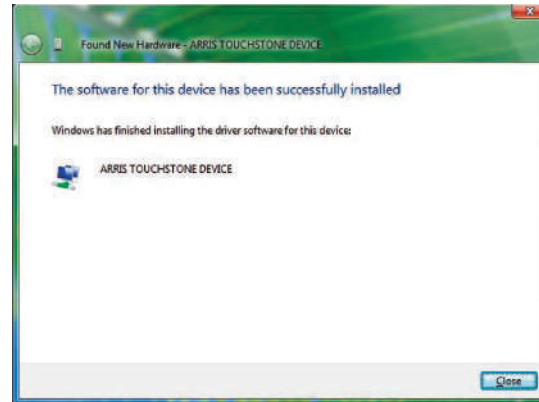 Found New Hardware - ARRIS TOUCHSTONE DEVICE
The software for this device has been successfully installed
Windows has finished installing the driver software for this device:
ARRIS TOUCHSTONE DEVICE
Close